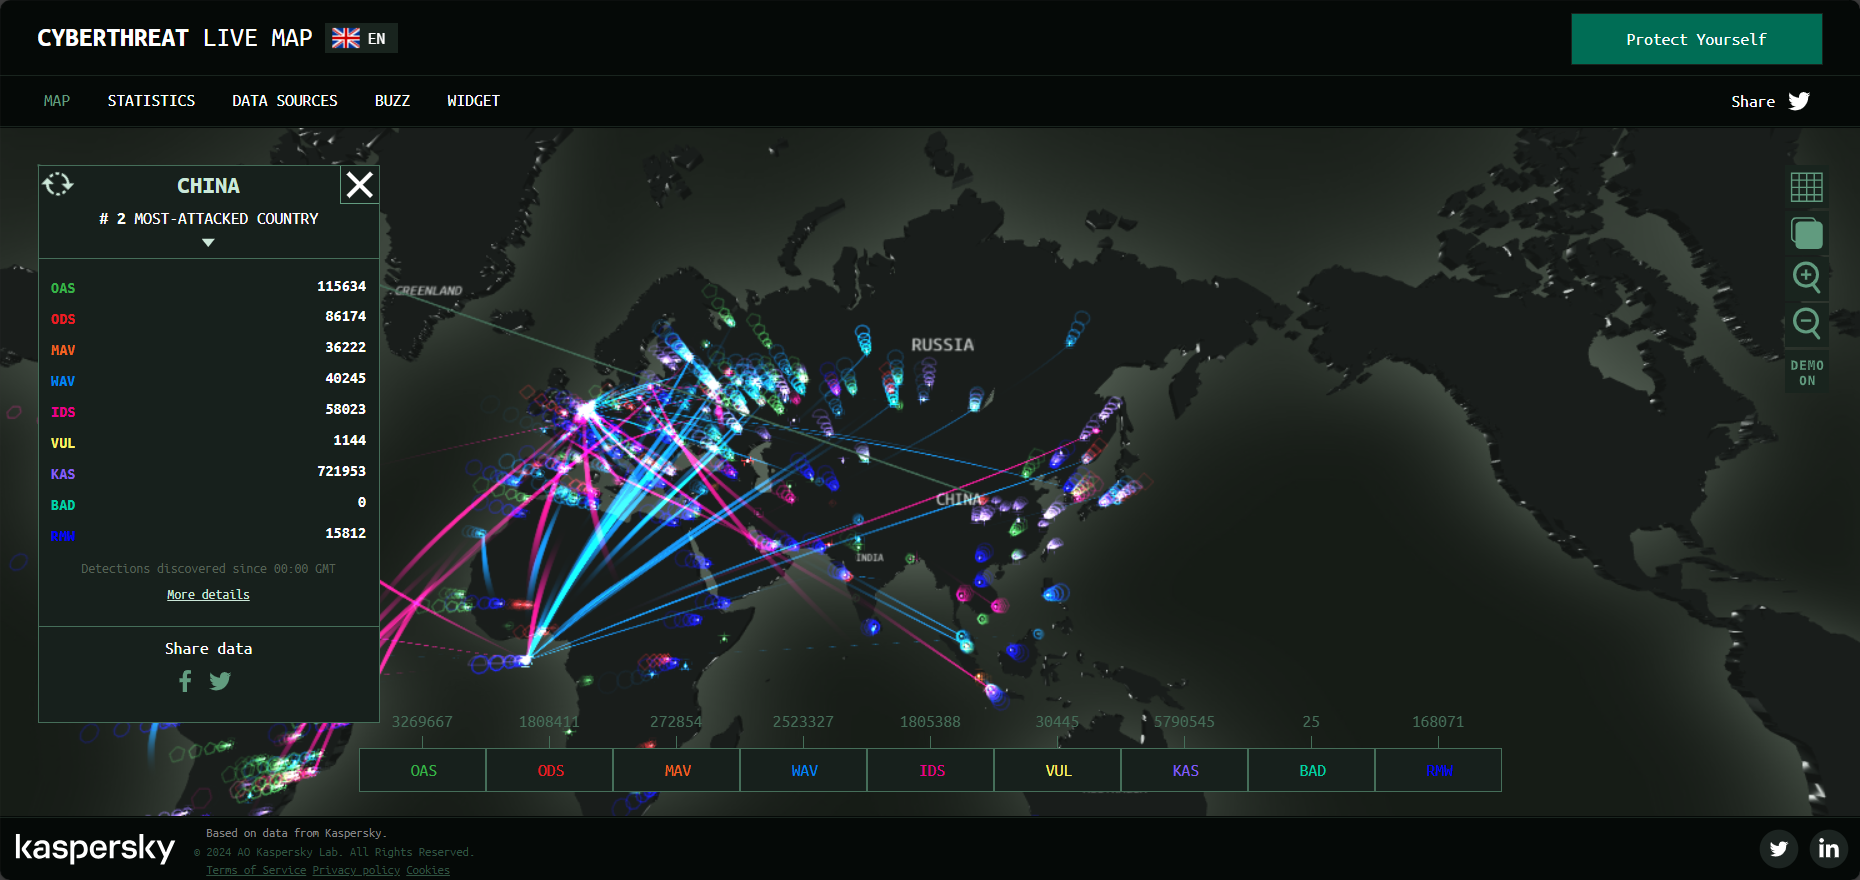 CYBERTHREAT LIVE MAP EN
Protect Yourself
MAP STATISTICS DATA SOURCES BUZZ WIDGET
Share
CHINA
# 2 MOST-ATTACKED COUNTRY
OAS 115634
ODS 86174
MAV 36222
WAV 40245
IDS 58023
VUL 1144
KAS 721953
BAD 0
RMW 15812
Detections discovered since 00:00 GMT
More details
Share data
GREENLAND
RUSSIA
CHINA
INDIA
DEMO
ON
3269667 1808411 272854 2523327 1805388 30445 5790545 25 168071
OAS ODS MAV WAV IDS VUL KAS BAD RMW
kaspersky
Based on data from Kaspersky.
© 2024 AO Kaspersky Lab. All Rights Reserved.
Terms of Service Privacy policy Cookies
in